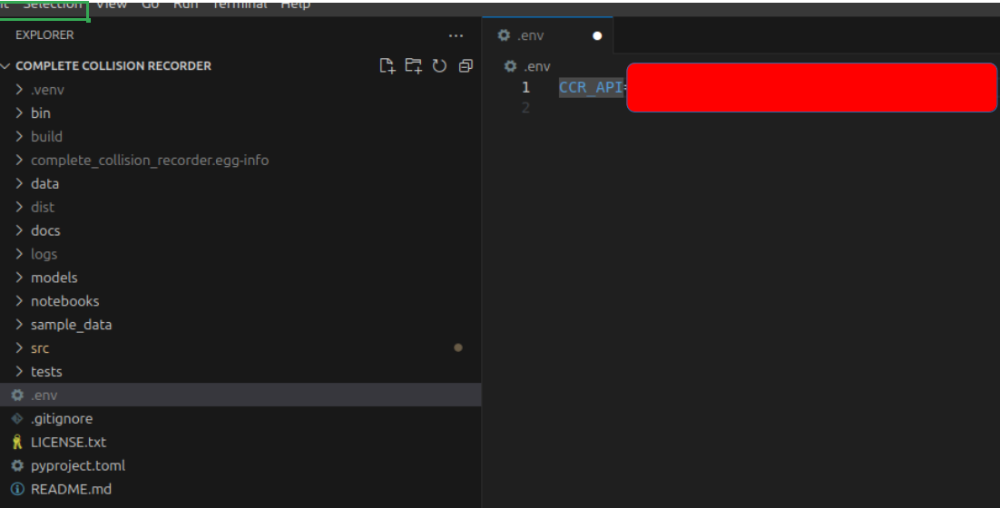 Selection View Go Run Terminal Help
EXPLORER ...
.env
COMPLETE COLLISION RECORDER
.env
.venv
1 CCR_API=
bin
2
build
complete_collision_recorder.egg-info
data
dist
docs
logs
models
notebooks
sample_data
src
tests
.env
.gitignore
LICENSE.txt
pyproject.toml
README.md